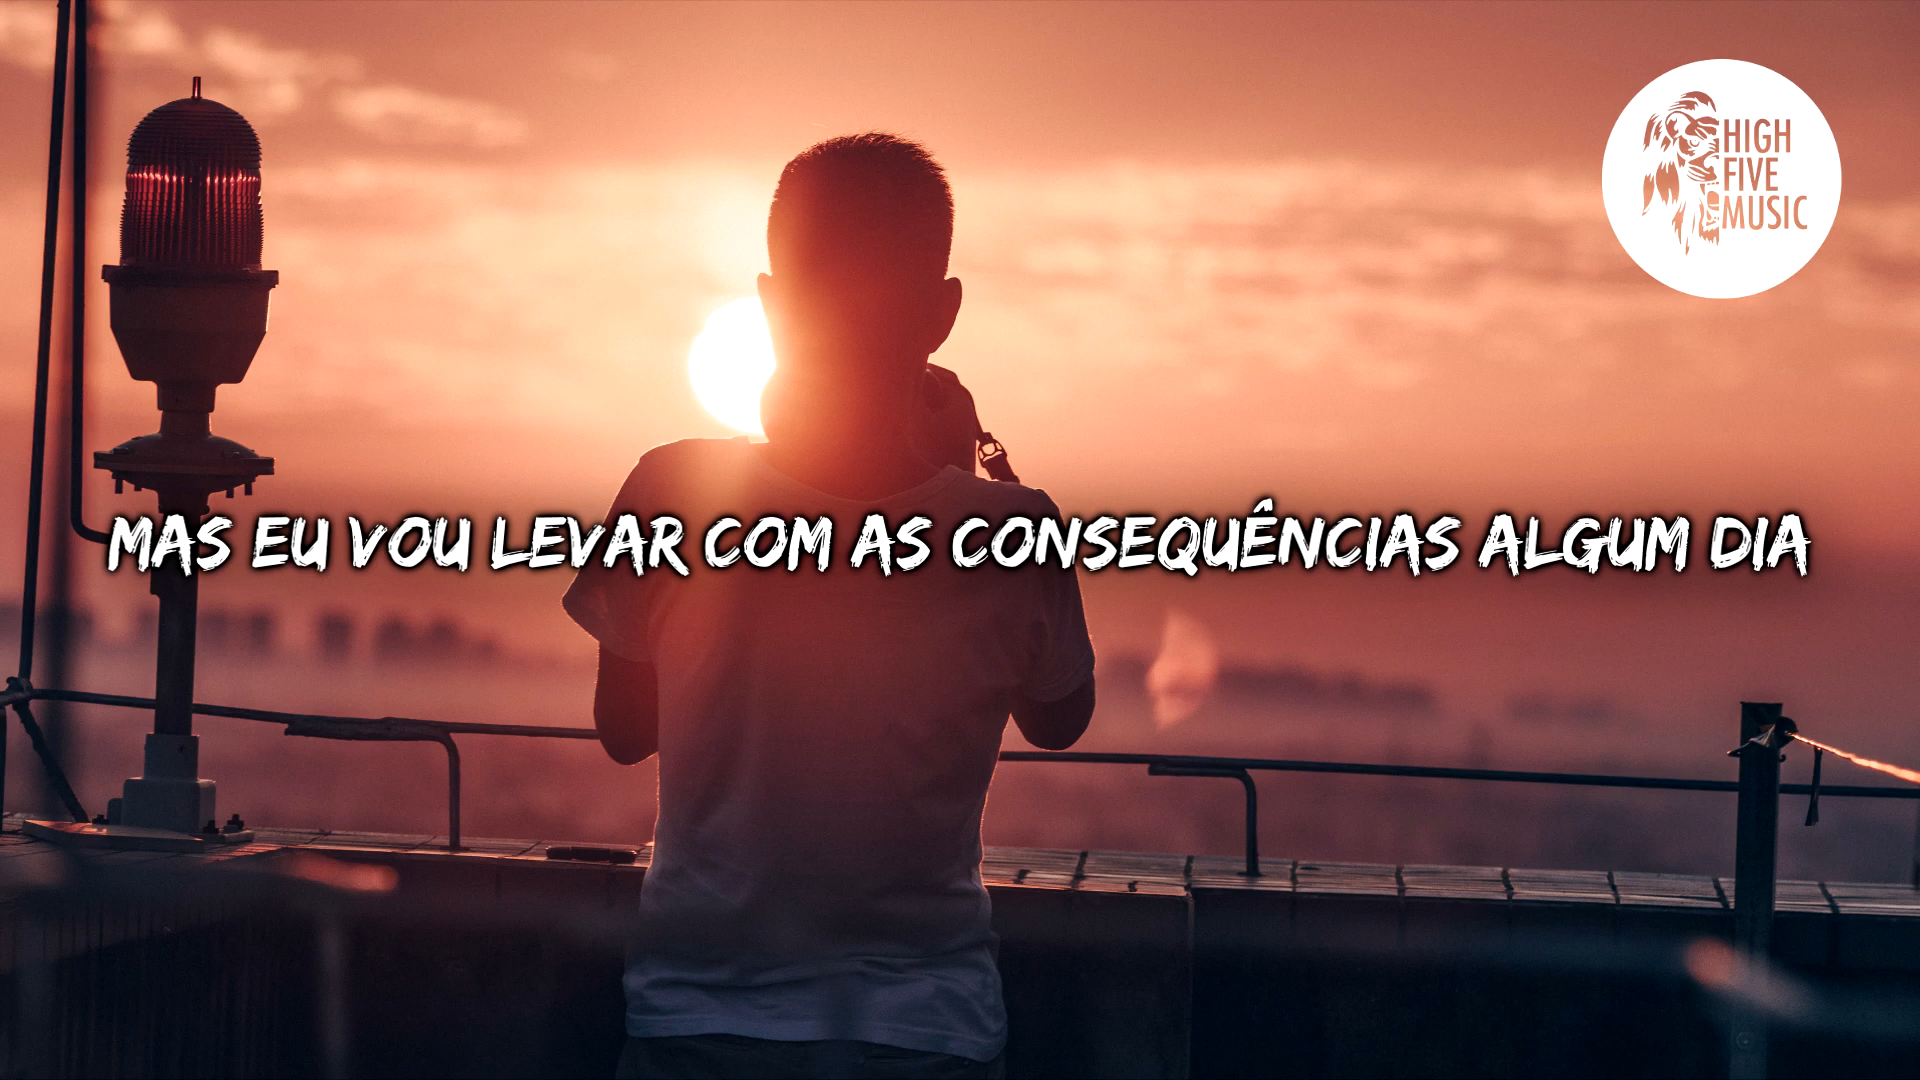 HIGH
FIVE
MUSIC
MAS EU VOU LEVAR COM AS CONSEQUÊNCIAS ALGUM DIA